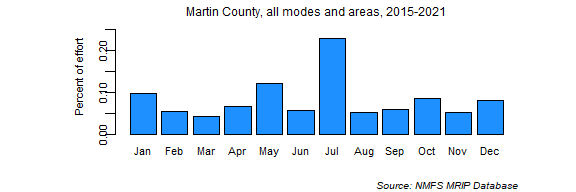 Martin County, all modes and areas, 2015-2021
Percent of effort
0.20
0.10
0.00
Jan Feb Mar Apr May Jun Jul Aug Sep Oct Nov Dec
Source: NMFS MRIP Database